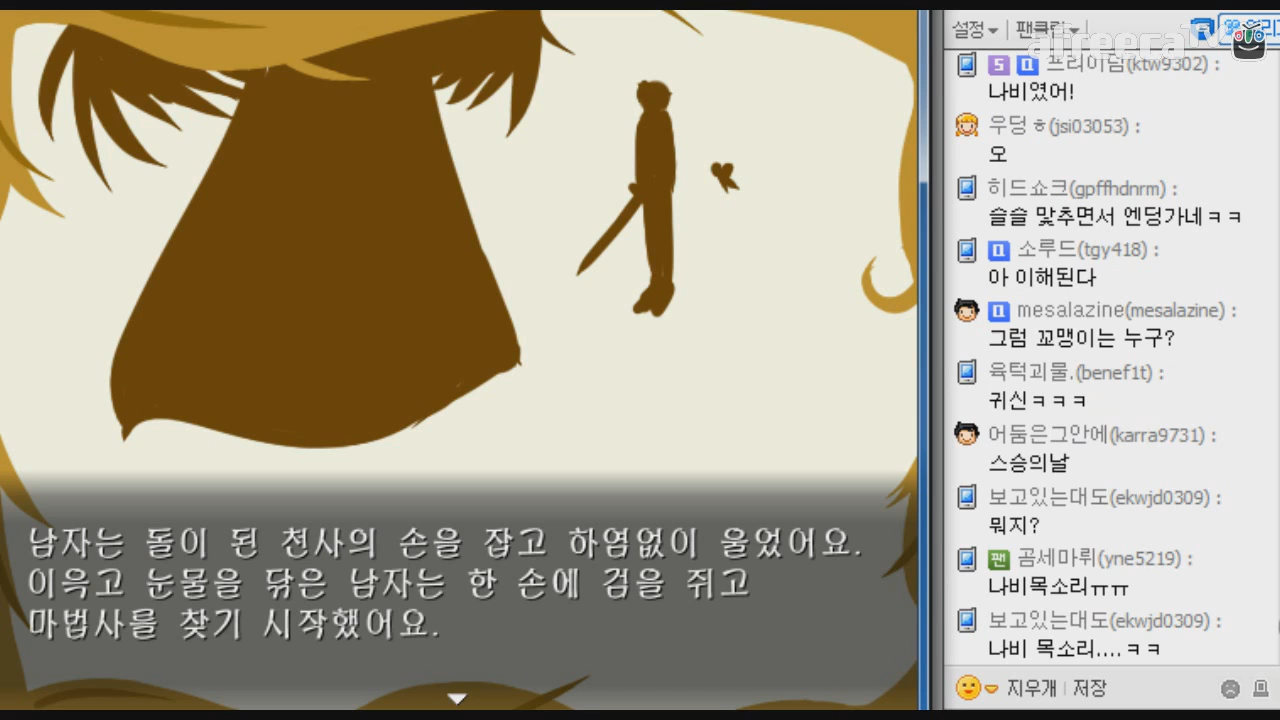 남자는 돌이 된 천사의 손을 잡고 하염없이 울었어요.
이윽고 눈물을 닦은 남자는 한 손에 검을 쥐고
마법사를 찾기 시작했어요.
설정
팬클럽
afreecaTV
프리이덤(ktw9302) :
나비였어!
우덩ㅎ(jsi03053) :
오
히드쇼크(gpffhdnrm) :
슬슬 맞추면서 엔딩가네ㅋㅋ
소루드(tgy418) :
아 이해된다
mesalazine(mesalazine) :
그럼 꼬맹이는 누구?
육턱괴물.(benef1t) :
귀신ㅋㅋㅋ
어둠은그안에(karra9731) :
스승의날
보고있는대도(ekwjd0309) :
뭐지?
팬 곰세마뤼(yne5219) :
나비목소리ㅠㅠ
보고있는대도(ekwjd0309) :
나비 목소리....ㅋㅋ
지우개 | 저장